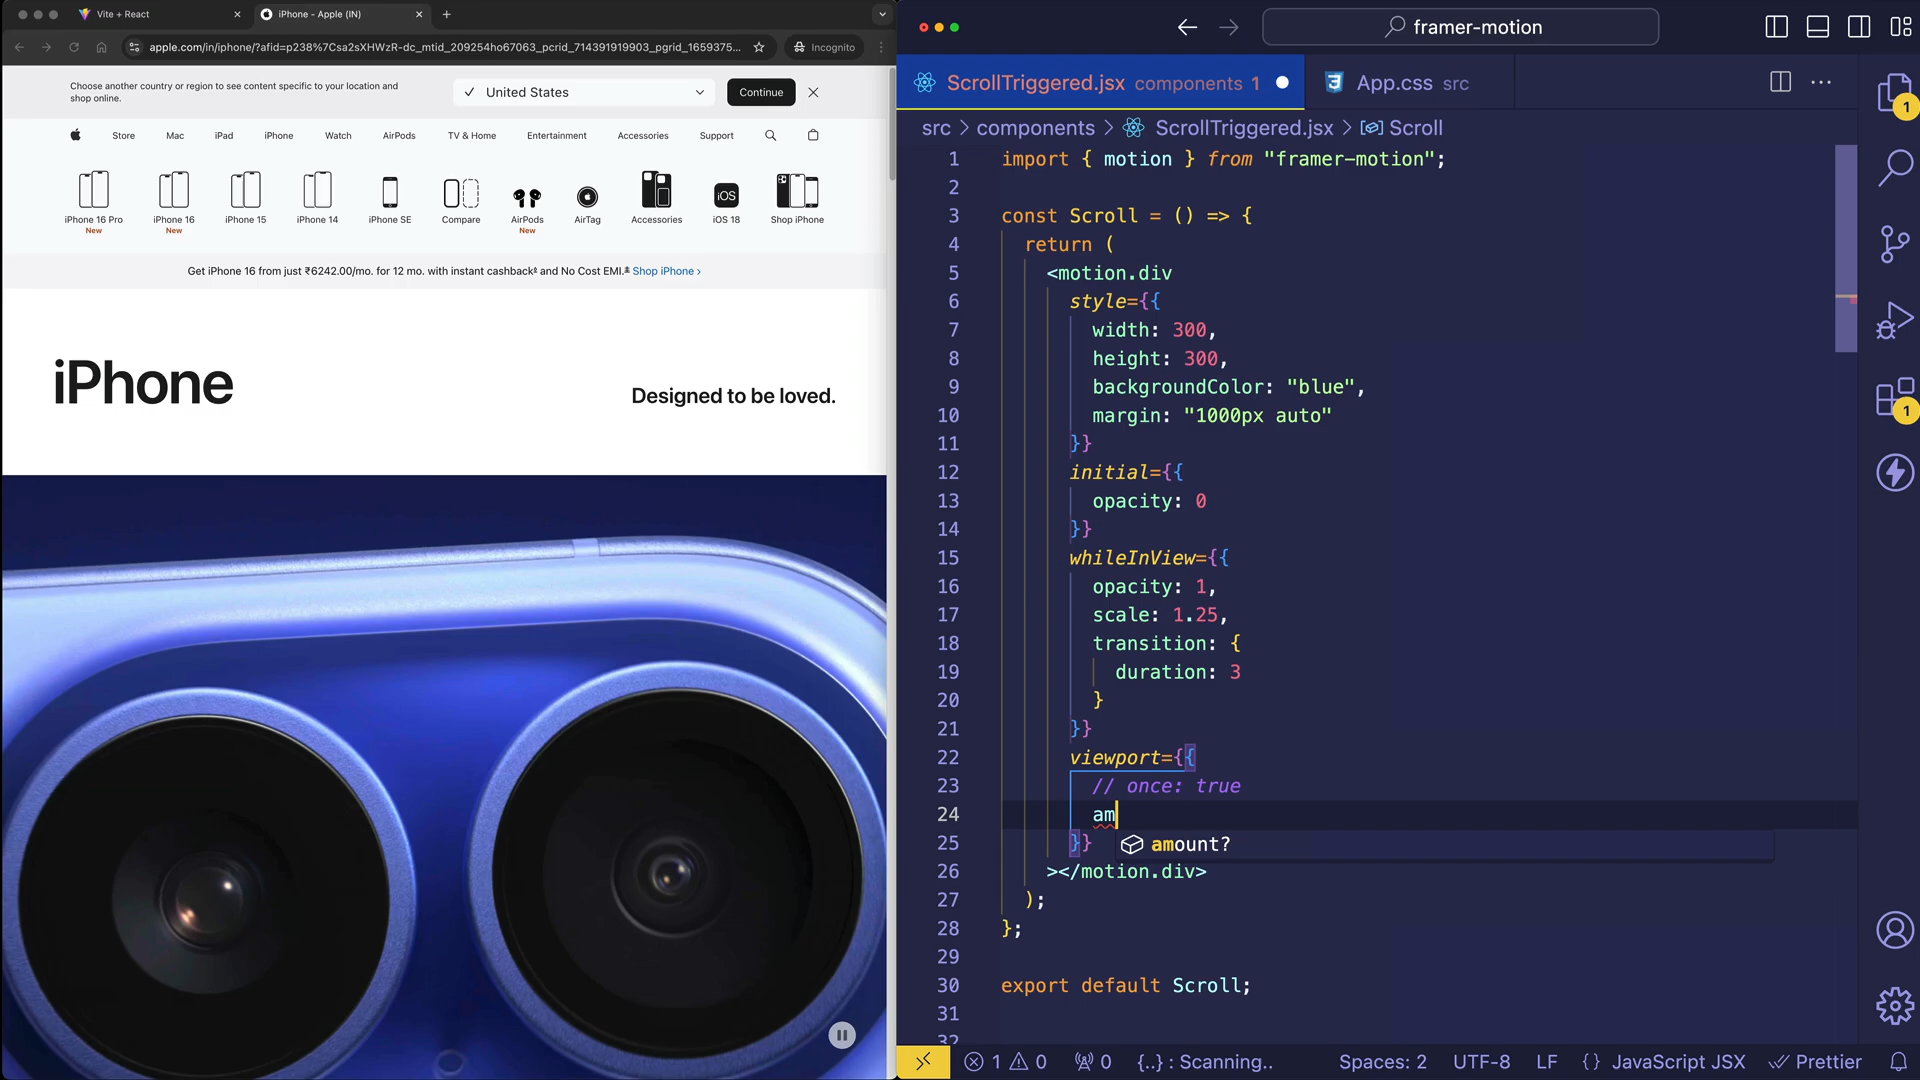 Vite + React
iPhone - Apple (IN)
apple.com/in/iphone/?afid=p238%7Csa2sXHWzR-dc_mtid_209254ho67063_pcrid_714391919903_pgrid_1659375...
Incognito
Choose another country or region to see content specific to your location and
shop online.
United States
Continue
Store Mac iPad iPhone Watch AirPods TV & Home Entertainment Accessories Support
iOS
iPhone 16 Pro iPhone 16 iPhone 15 iPhone 14 iPhone SE Compare AirPods AirTag Accessories iOS 18 Shop iPhone
New New New
Get iPhone 16 from just ₹6242.00/mo. for 12 mo. with instant cashback and No Cost EMI. Shop iPhone >
iPhone
Designed to be loved.
framer-motion
ScrollTriggered.jsx components 1
App.css src
1
src > components > ScrollTriggered.jsx > Scroll
1 import { motion } from "framer-motion";
2
3 const Scroll = () => {
4 return (
5 <motion.div
6 style={{
7 width: 300,
8 height: 300,
9 backgroundColor: "blue",
10 margin: "1000px auto"
11 }}
12 initial={{
13 opacity: 0
14 }}
15 whileInView={{
16 opacity: 1,
17 scale: 1.25,
18 transition: {
19 duration: 3
20 }
21 }}
22 viewport={{
23 // once: true
24 am
25 }}
amount?
26 ></motion.div>
27 );
28 };
29
30 export default Scroll;
31
32
1
1 0 0 {..} : Scanning.. Spaces: 2 UTF-8 LF {} JavaScript JSX Prettier